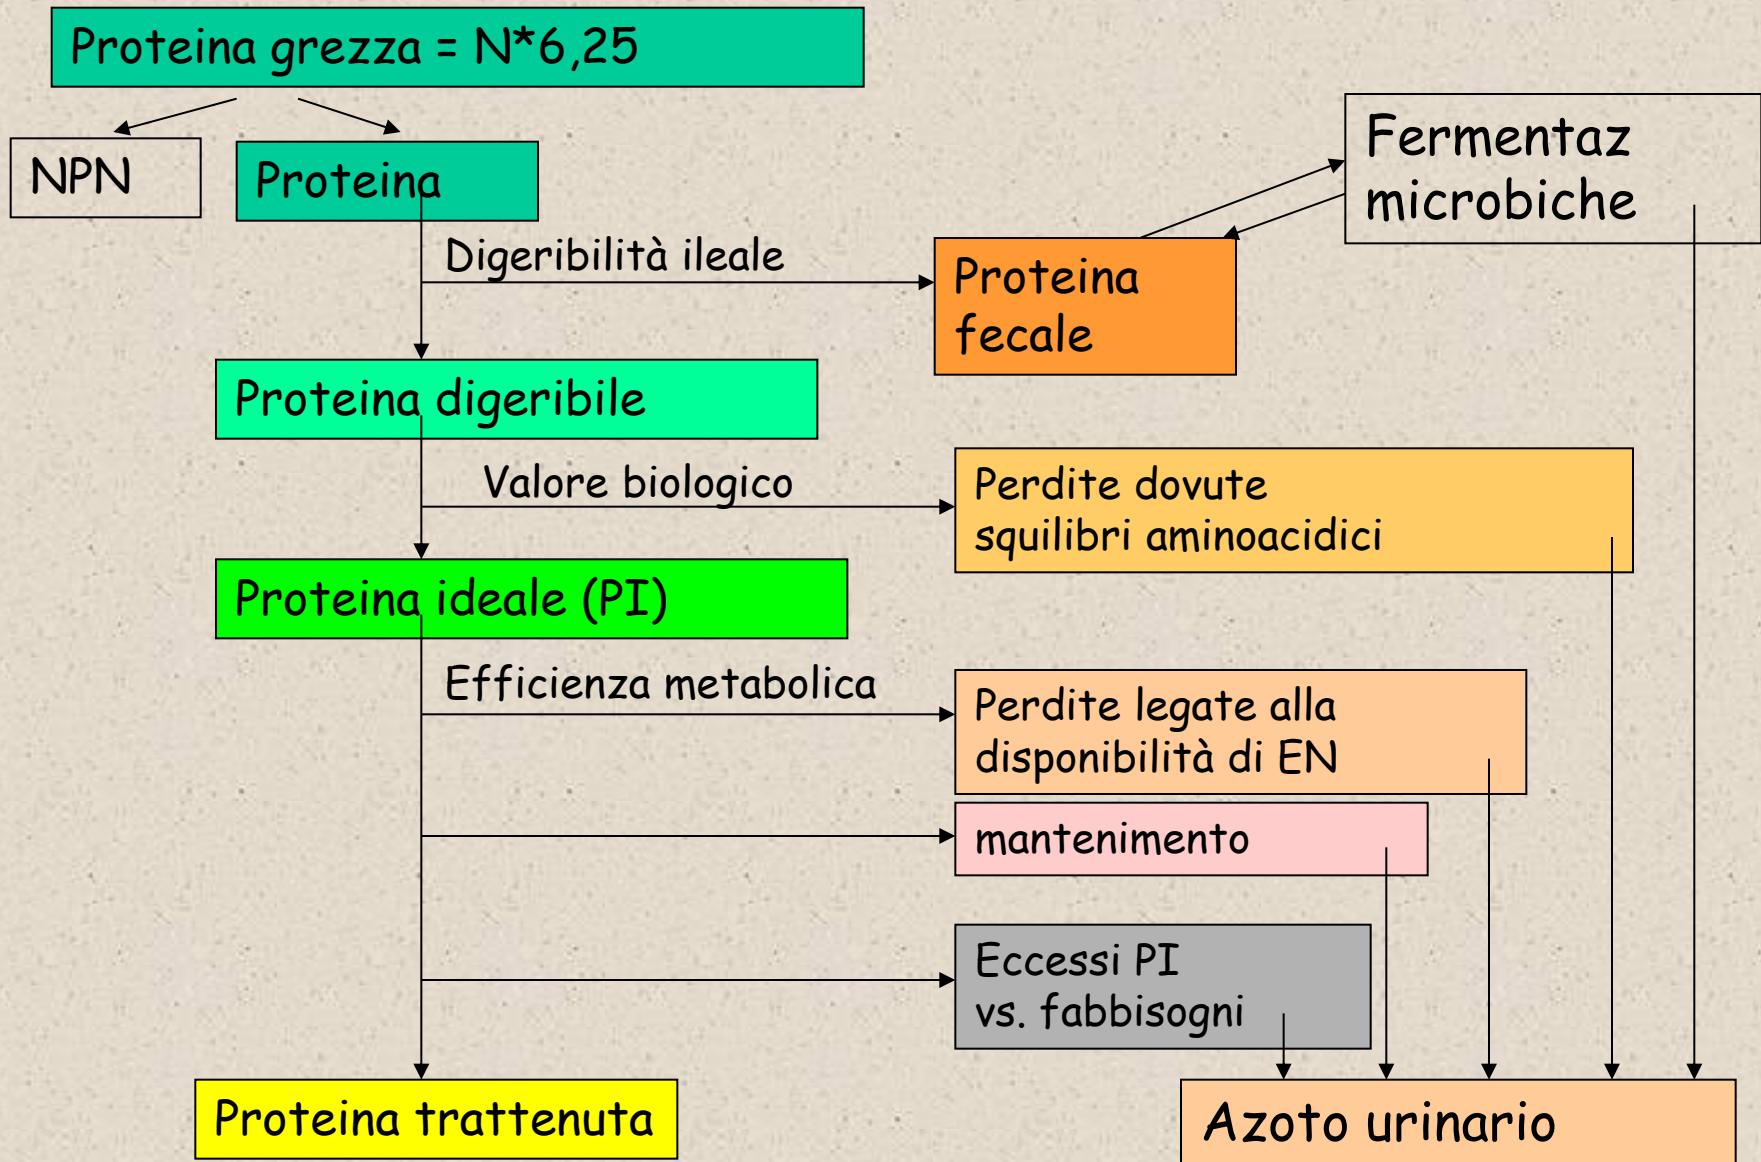 Proteina grezza = N*6,25
NPN
Proteina
Fermentaz
microbiche
Digeribilità ileale
Proteina
fecale
Proteina digeribile
Valore biologico
Perdite dovute
squilibri aminoacidici
Proteina ideale (PI)
Efficienza metabolica
Perdite legate alla
disponibilità di EN
mantenimento
Eccessi PI
vs. fabbisogni
Proteina trattenuta
Azoto urinario